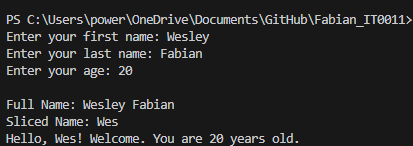 PS C:\Users\power\OneDrive\Documents\GitHub\Fabian_IT0011>
Enter your first name: Wesley
Enter your last name: Fabian
Enter your age: 20
Full Name: Wesley Fabian
Sliced Name: Wes
Hello, Wes! Welcome. You are 20 years old.